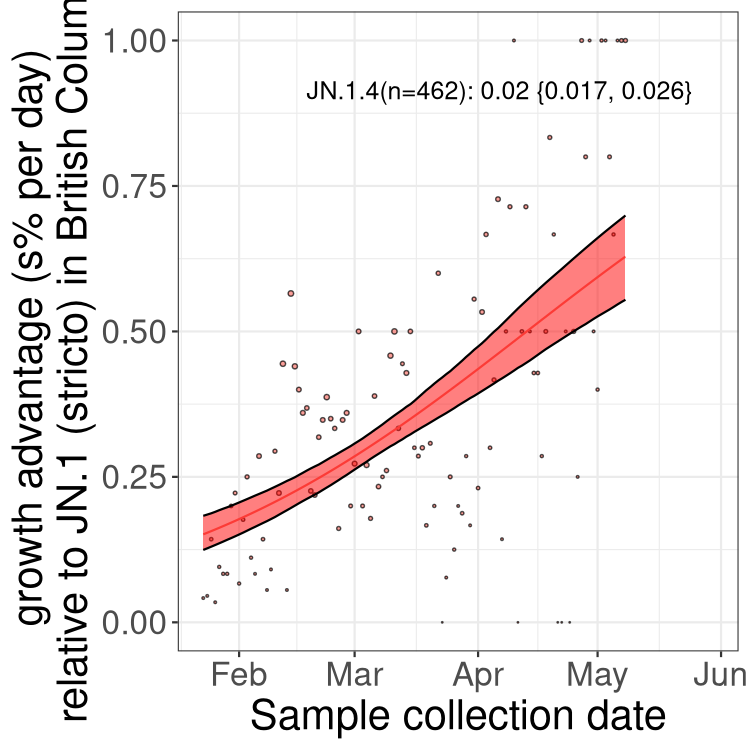 growth advantage (s% per day)
relative to JN.1 (stricto) in British Colum
1.00
0.75
0.50
0.25
0.00
JN.1.4(n=462): 0.02 {0.017, 0.026}
Feb Mar Apr May Jun
Sample collection date